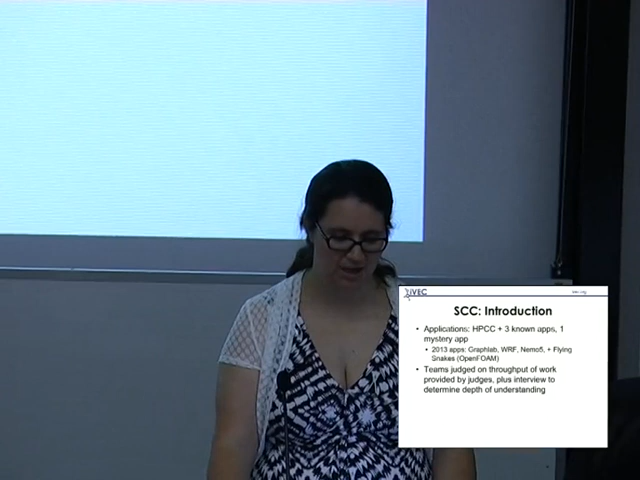 iVEC
SCC: Introduction
• Applications: HPCC + 3 known apps, 1
mystery app
• 2013 apps: Graphlab, WRF, Nemo5, + Flying
Snakes (OpenFOAM)
• Teams judged on throughput of work
provided by judges, plus interview to
determine depth of understanding